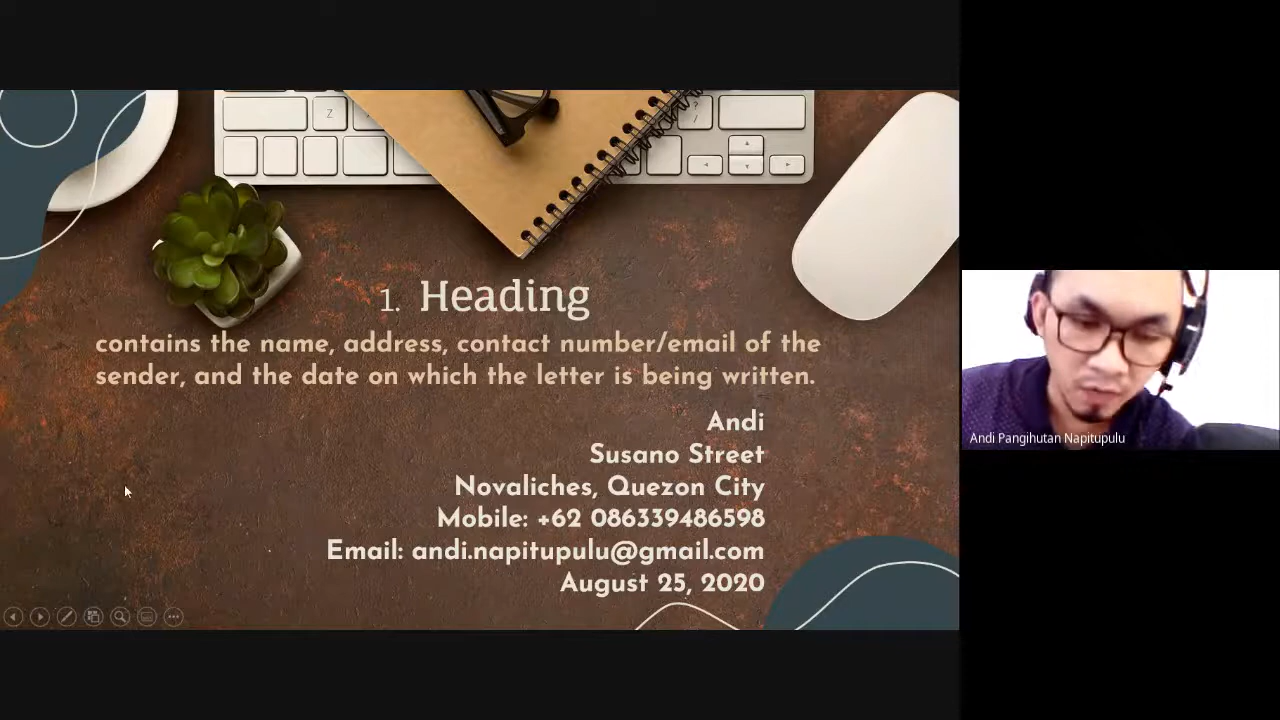 Z
?
/
1. Heading
contains the name, address, contact number/email of the
sender, and the date on which the letter is being written.
Andi
Susano Street
Novaliches, Quezon City
Mobile: +62 086339486598
Email: andi.napitupulu@gmail.com
August 25, 2020
Andi Pangihutan Napitupulu